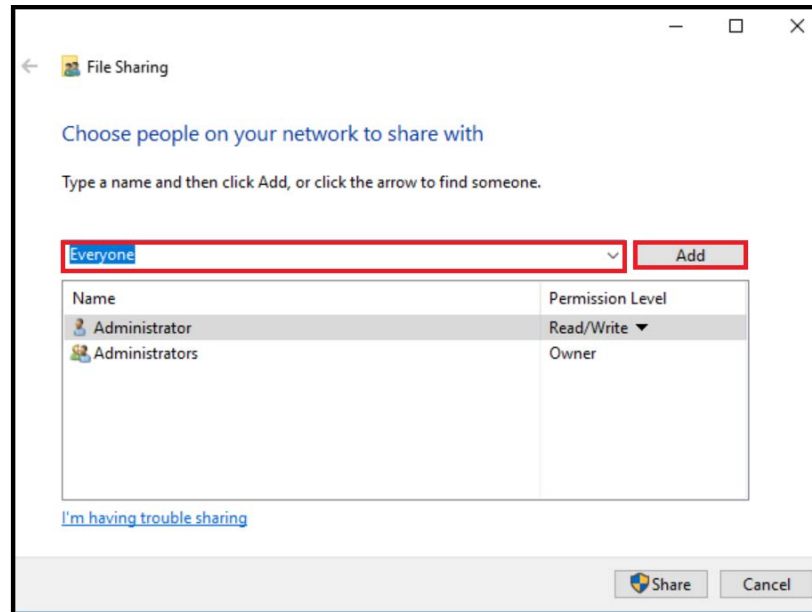 File Sharing
Choose people on your network to share with
Type a name and then click Add, or click the arrow to find someone.
Everyone Add
Name Permission Level
Administrator Read/Write
Administrators Owner
I'm having trouble sharing
Share Cancel